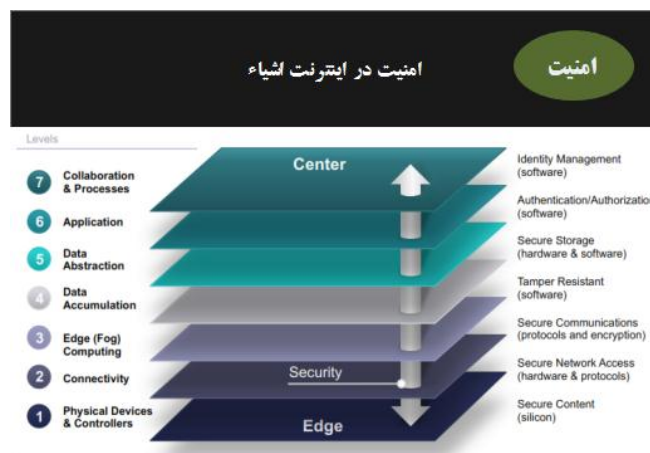 امنیت در اینترنت اشیاء
امنیت
Levels
7
Collaboration
& Processes
6
Application
5
Data
Abstraction
4
Data
Accumulation
3
Edge (Fog)
Computing
2
Connectivity
1
Physical Devices
& Controllers
Center
Security
Edge
Identity Management
(software)
Authentication/Authorization
(software)
Secure Storage
(hardware & software)
Tamper Resistant
(software)
Secure Communications
(protocols and encryption)
Secure Network Access
(hardware & protocols)
Secure Content
(silicon)